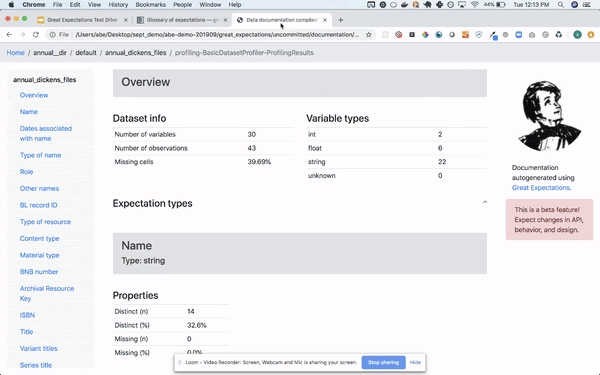 Chrome File Edit View History Bookmarks People Window Help
Tue 12:13 PM
Great Expectations Test Drive
Glossary of expectations — gre
Data documentation compiled
File /Users/abe/Desktop/sept_demo/abe-demo-201909/great_expectations/uncommitted/documentation/...
Home / annual_dir / default / annual_dickens_files / profiling-BasicDatasetProfiler-ProfilingResults
annual_dickens_files
Overview
Name
Dates associated
with name
Type of name
Role
Other names
BL record ID
Type of resource
Content type
Material type
BNB number
Archival Resource
Key
ISBN
Title
Variant titles
Series title
Overview
Dataset info
Number of variables 30
Number of observations 43
Missing cells 39.69%
Variable types
int 2
float 6
string 22
unknown 0
Expectation types
Name
Type: string
Properties
Distinct (n) 14
Distinct (%) 32.6%
Missing (n) 0
Missing (%) 0.0%
Documentation
autogenerated using
Great Expectations.
This is a beta feature!
Expect changes in API,
behavior, and design.
Loom – Video Recorder: Screen, Webcam and Mic is sharing your screen.
Stop sharing
Hide